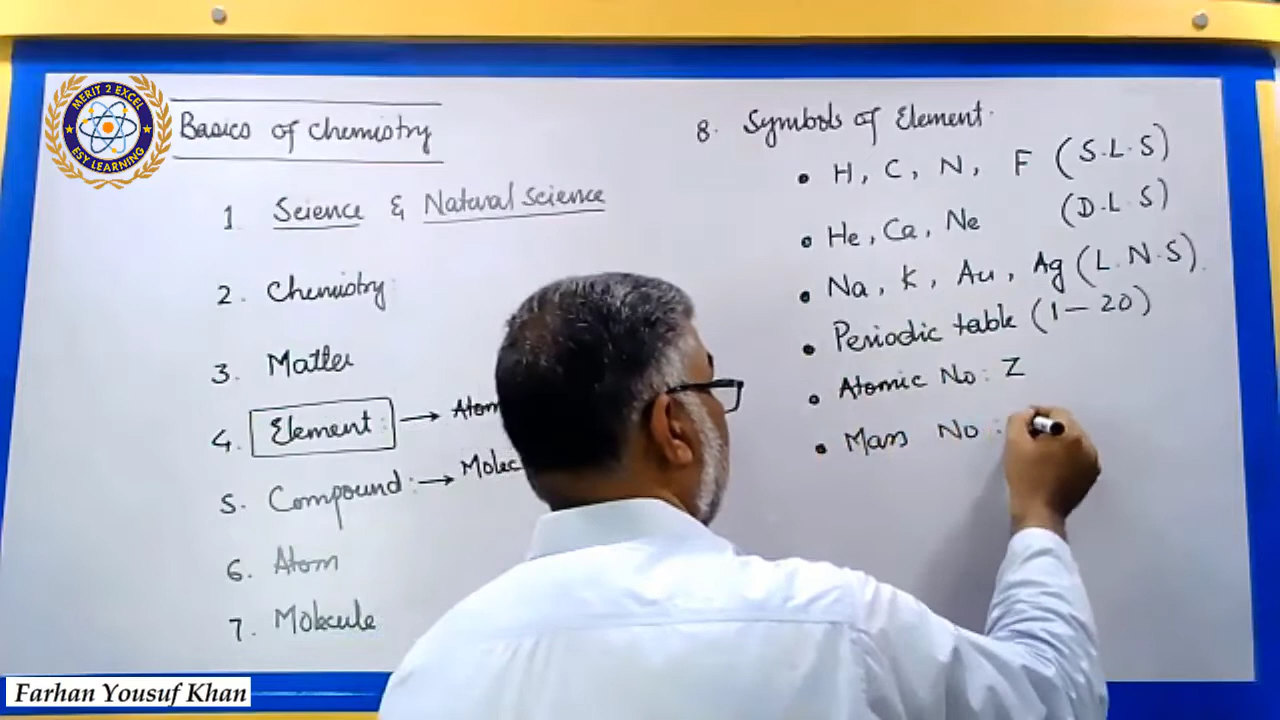 MERIT 2 EXCEL
ESY LEARNING
Basics of chemistry
1 Science & Natural science
2. Chemistry:
3. Matter
4. Element: → Atom
5. Compound: → Molec
6. Atom
7. Molecule
8. Symbols of Element.
• H, C, N, F (S.L.S)
• He, Ca, Ne (D.L.S)
• Na, K, Au, Ag (L.N.S).
• Periodic table (1-20)
• Atomic No: Z
• Mass No:
Farhan Yousuf Khan